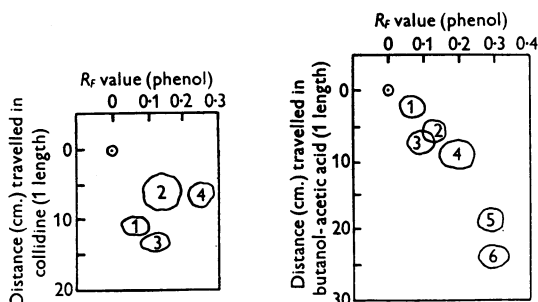 R_F value (phenol)
0 0·1 0·2 0·3
Distance (cm.) travelled in
collidine (1 length)
0
10
20
2
4
1
3
R_F value (phenol)
0 0·1 0·2 0·3 0·4
Distance (cm.) travelled in
butanol-acetic acid (1 length)
0
10
20
30
1
2
3
4
5
6